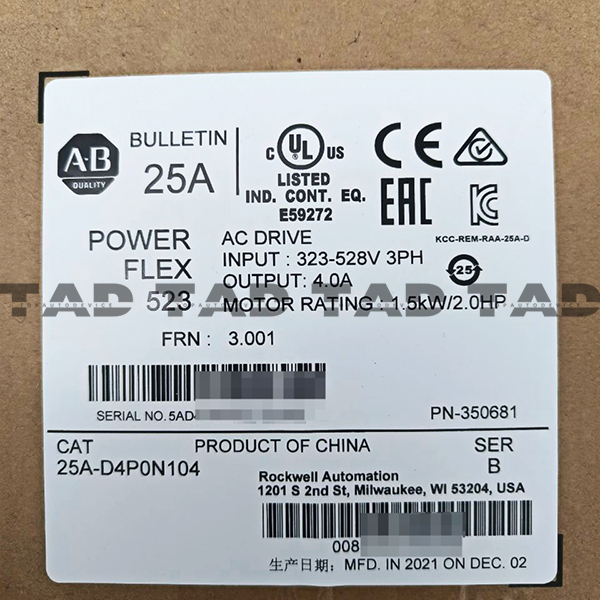 A-B
QUALITY
BULLETIN
25A
C UL US
LISTED
IND. CONT. EQ.
E59272
CE
EAC
KCC-REM-RAA-25A-D
POWER
FLEX
523
AC DRIVE
INPUT : 323-528V 3PH
OUTPUT: 4.0A
MOTOR RATING : 1.5kW/2.0HP
25
TAD TAD TAD TAD TAD
FRN : 3.001
SERIAL NO. 5AD
PN-350681
CAT
25A-D4P0N104
PRODUCT OF CHINA
SER
B
Rockwell Automation
1201 S 2nd St, Milwaukee, WI 53204, USA
008
生产日期: MFD. IN 2021 ON DEC. 02